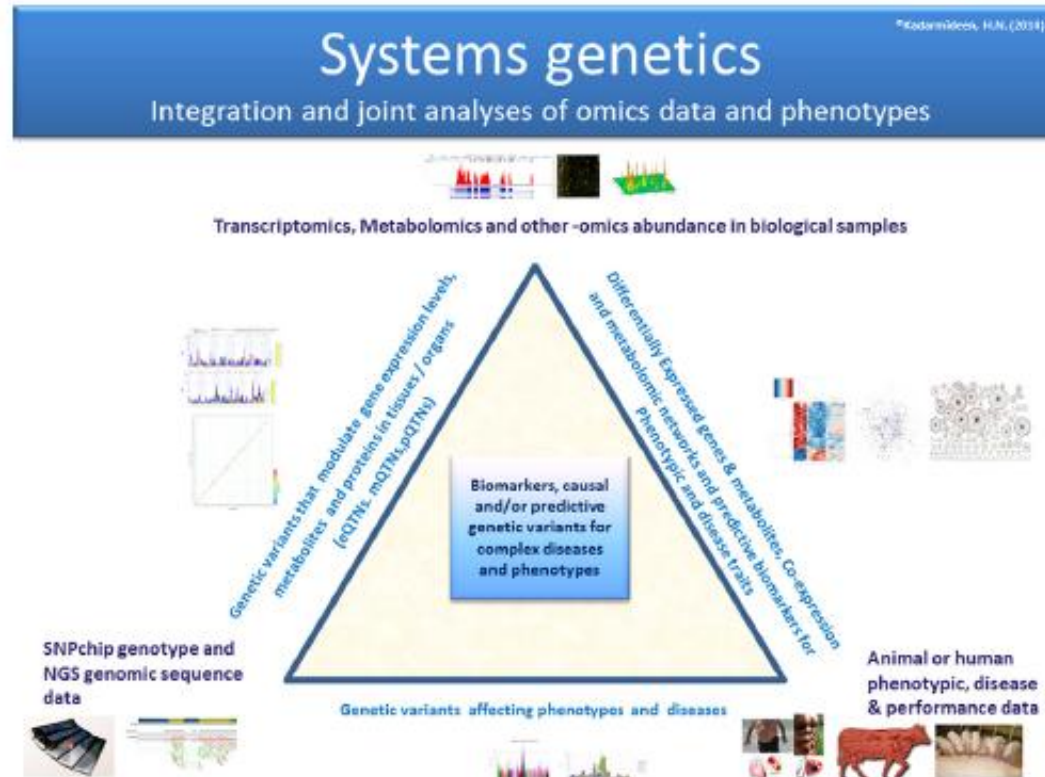 ©Kadarmideen, H.N.(2014)
Systems genetics
Integration and joint analyses of omics data and phenotypes
Transcriptomics, Metabolomics and other -omics abundance in biological samples
Genetic variants that modulate gene expression levels,
metabolites and proteins in tissues / organs
(eQTNs. mQTNs,pQTNs)
Differentially Expressed genes & metabolites, Co-expression
and metabolomic networks and predictive biomarkers for
Phenotypic and disease traits
Biomarkers, causal
and/or predictive
genetic variants for
complex diseases
and phenotypes
SNPchip genotype and
NGS genomic sequence
data
Animal or human
phenotypic, disease
& performance data
Genetic variants affecting phenotypes and diseases